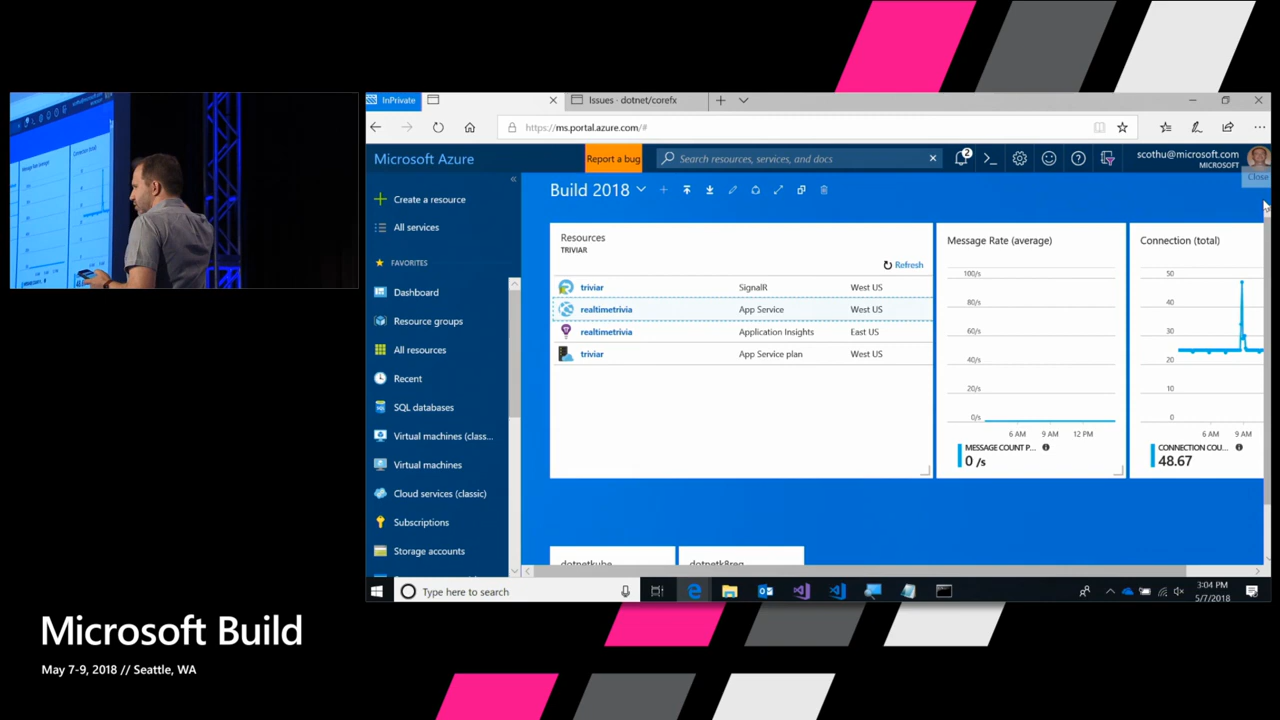 InPrivate
Issues · dotnet/corefx
https://ms.portal.azure.com/#
Microsoft Azure
Report a bug
Search resources, services, and docs
2
scothu@microsoft.com
MICROSOFT
Close
Create a resource
All services
FAVORITES
Dashboard
Resource groups
All resources
Recent
SQL databases
Virtual machines (class...
Virtual machines
Cloud services (classic)
Subscriptions
Storage accounts
Build 2018
Resources
TRIVIAR
Refresh
triviar SignalR West US
realtimetrivia App Service West US
realtimetrivia Application Insights East US
triviar App Service plan West US
Message Rate (average)
100/s
80/s
60/s
40/s
20/s
0/s
6 AM 9 AM 12 PM
MESSAGE COUNT P...
0 /s
Connection (total)
50
40
30
20
10
0
6 AM 9 AM
CONNECTION COU...
48.67
Type here to search
3:04 PM
5/7/2018
Microsoft Build
May 7-9, 2018 // Seattle, WA